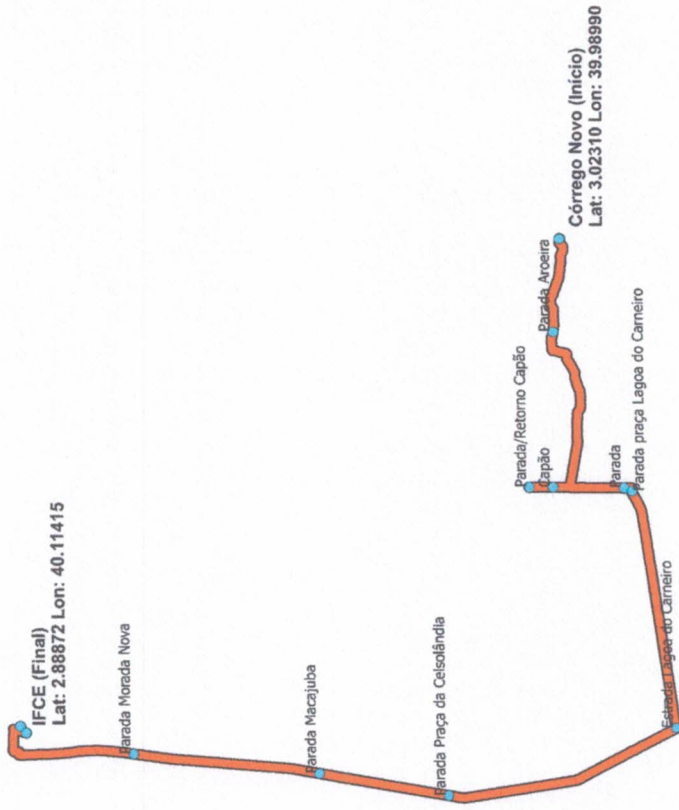 IFCE (Final)
Lat: 2.88872 Lon: 40.11415
Parada Morada Nova
Parada Macajuba
Parada Praça da Celsolândia
Estrada Lagoa do Carneiro
Parada/Retorno Capão
Capão
Parada
Parada praça Lagoa do Carneiro
Parada Aroeira
Córrego Novo (Início)
Lat: 3.02310 Lon: 39.98990